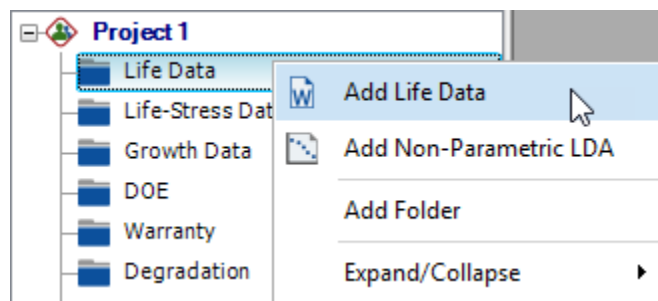 Project 1
Life Data
Life-Stress Dat
Growth Data
DOE
Warranty
Degradation
Add Life Data
Add Non-Parametric LDA
Add Folder
Expand/Collapse